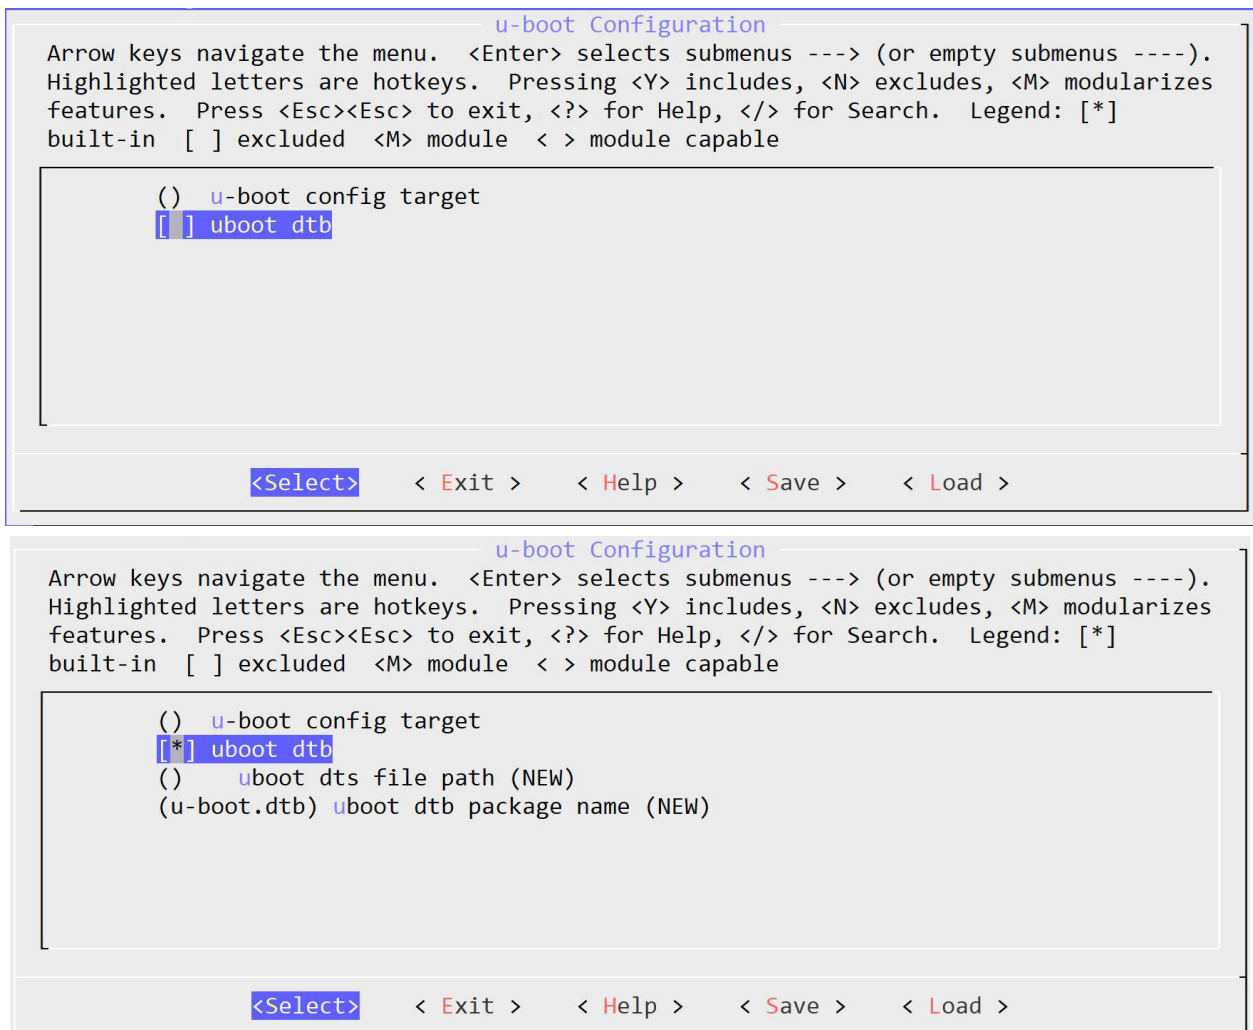 u-boot Configuration
Arrow keys navigate the menu.  <Enter> selects submenus ---> (or empty submenus ----).
Highlighted letters are hotkeys.  Pressing <Y> includes, <N> excludes, <M> modularizes
features.  Press <Esc><Esc> to exit, <?> for Help, </> for Search.  Legend: [*]
built-in  [ ] excluded  <M> module  < > module capable
()  u-boot config target
[ ] uboot dtb
<Select>    < Exit >    < Help >    < Save >    < Load >
u-boot Configuration
Arrow keys navigate the menu.  <Enter> selects submenus ---> (or empty submenus ----).
Highlighted letters are hotkeys.  Pressing <Y> includes, <N> excludes, <M> modularizes
features.  Press <Esc><Esc> to exit, <?> for Help, </> for Search.  Legend: [*]
built-in  [ ] excluded  <M> module  < > module capable
()  u-boot config target
[*] uboot dtb
()    uboot dts file path (NEW)
(u-boot.dtb) uboot dtb package name (NEW)
<Select>    < Exit >    < Help >    < Save >    < Load >